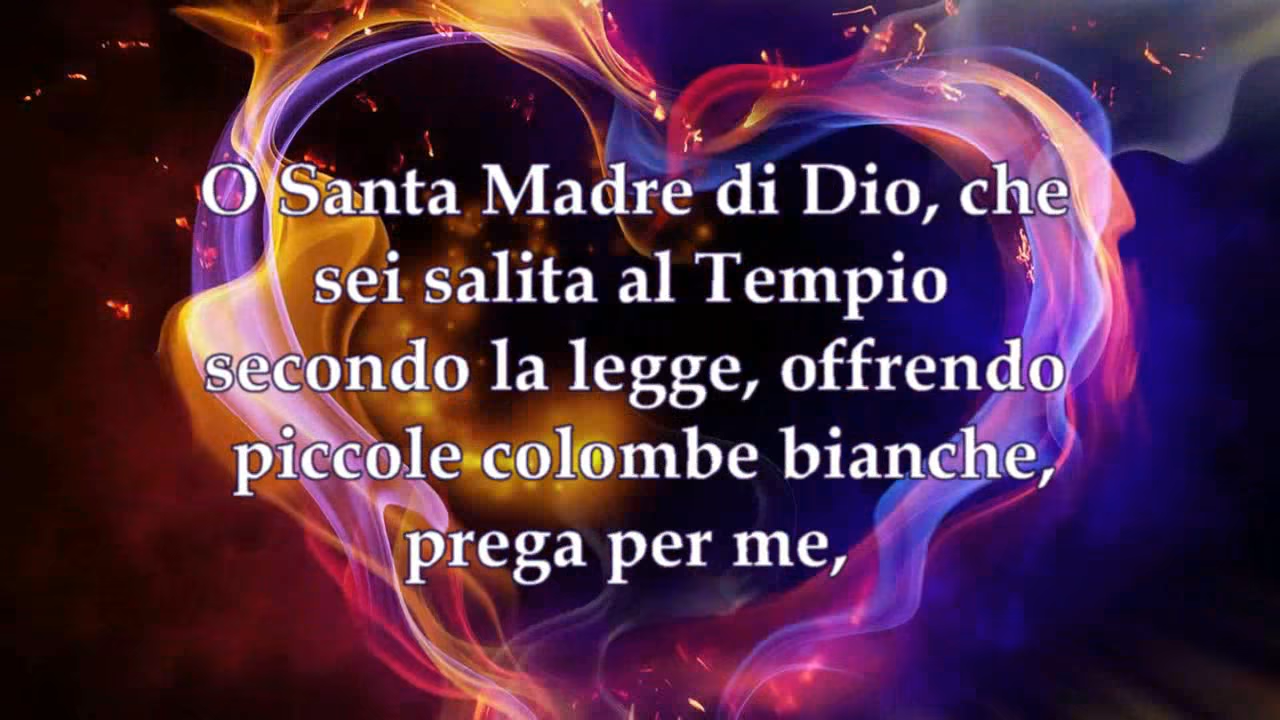 O Santa Madre di Dio, che
sei salita al Tempio
secondo la legge, offrendo
piccole colombe bianche,
prega per me,